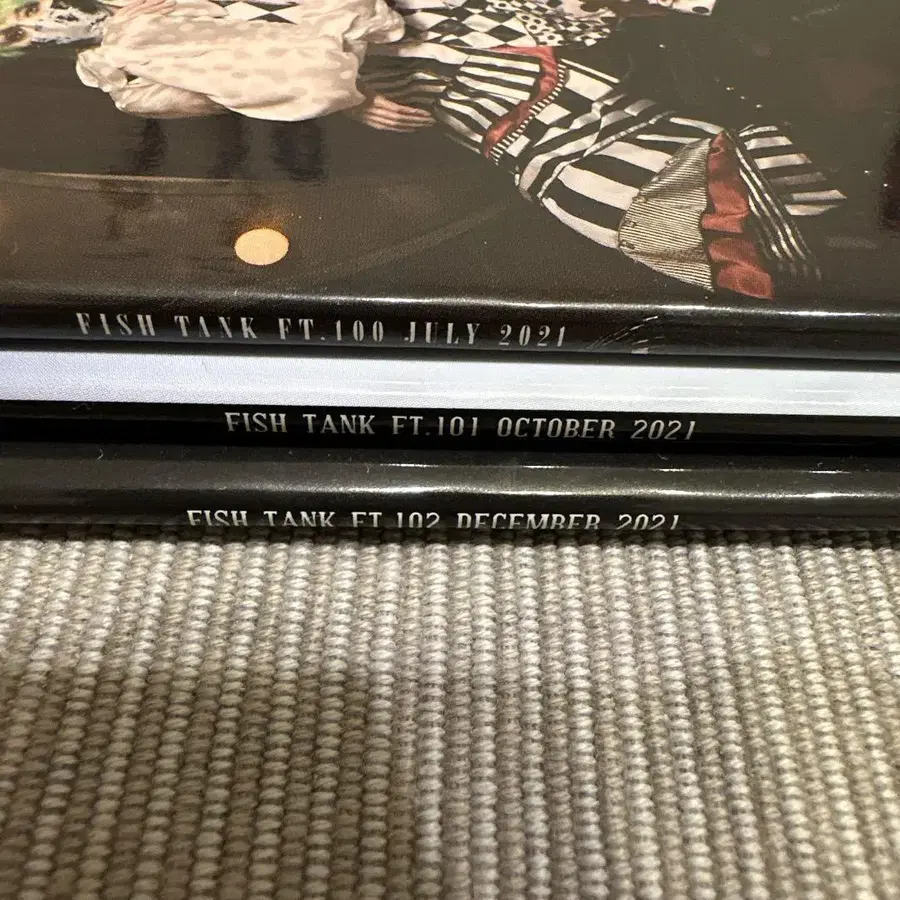 FISH TANK FT.100 JULY 2021
FISH TANK FT.101 OCTOBER 2021
FISH TANK FT.102 DECEMBER 2021